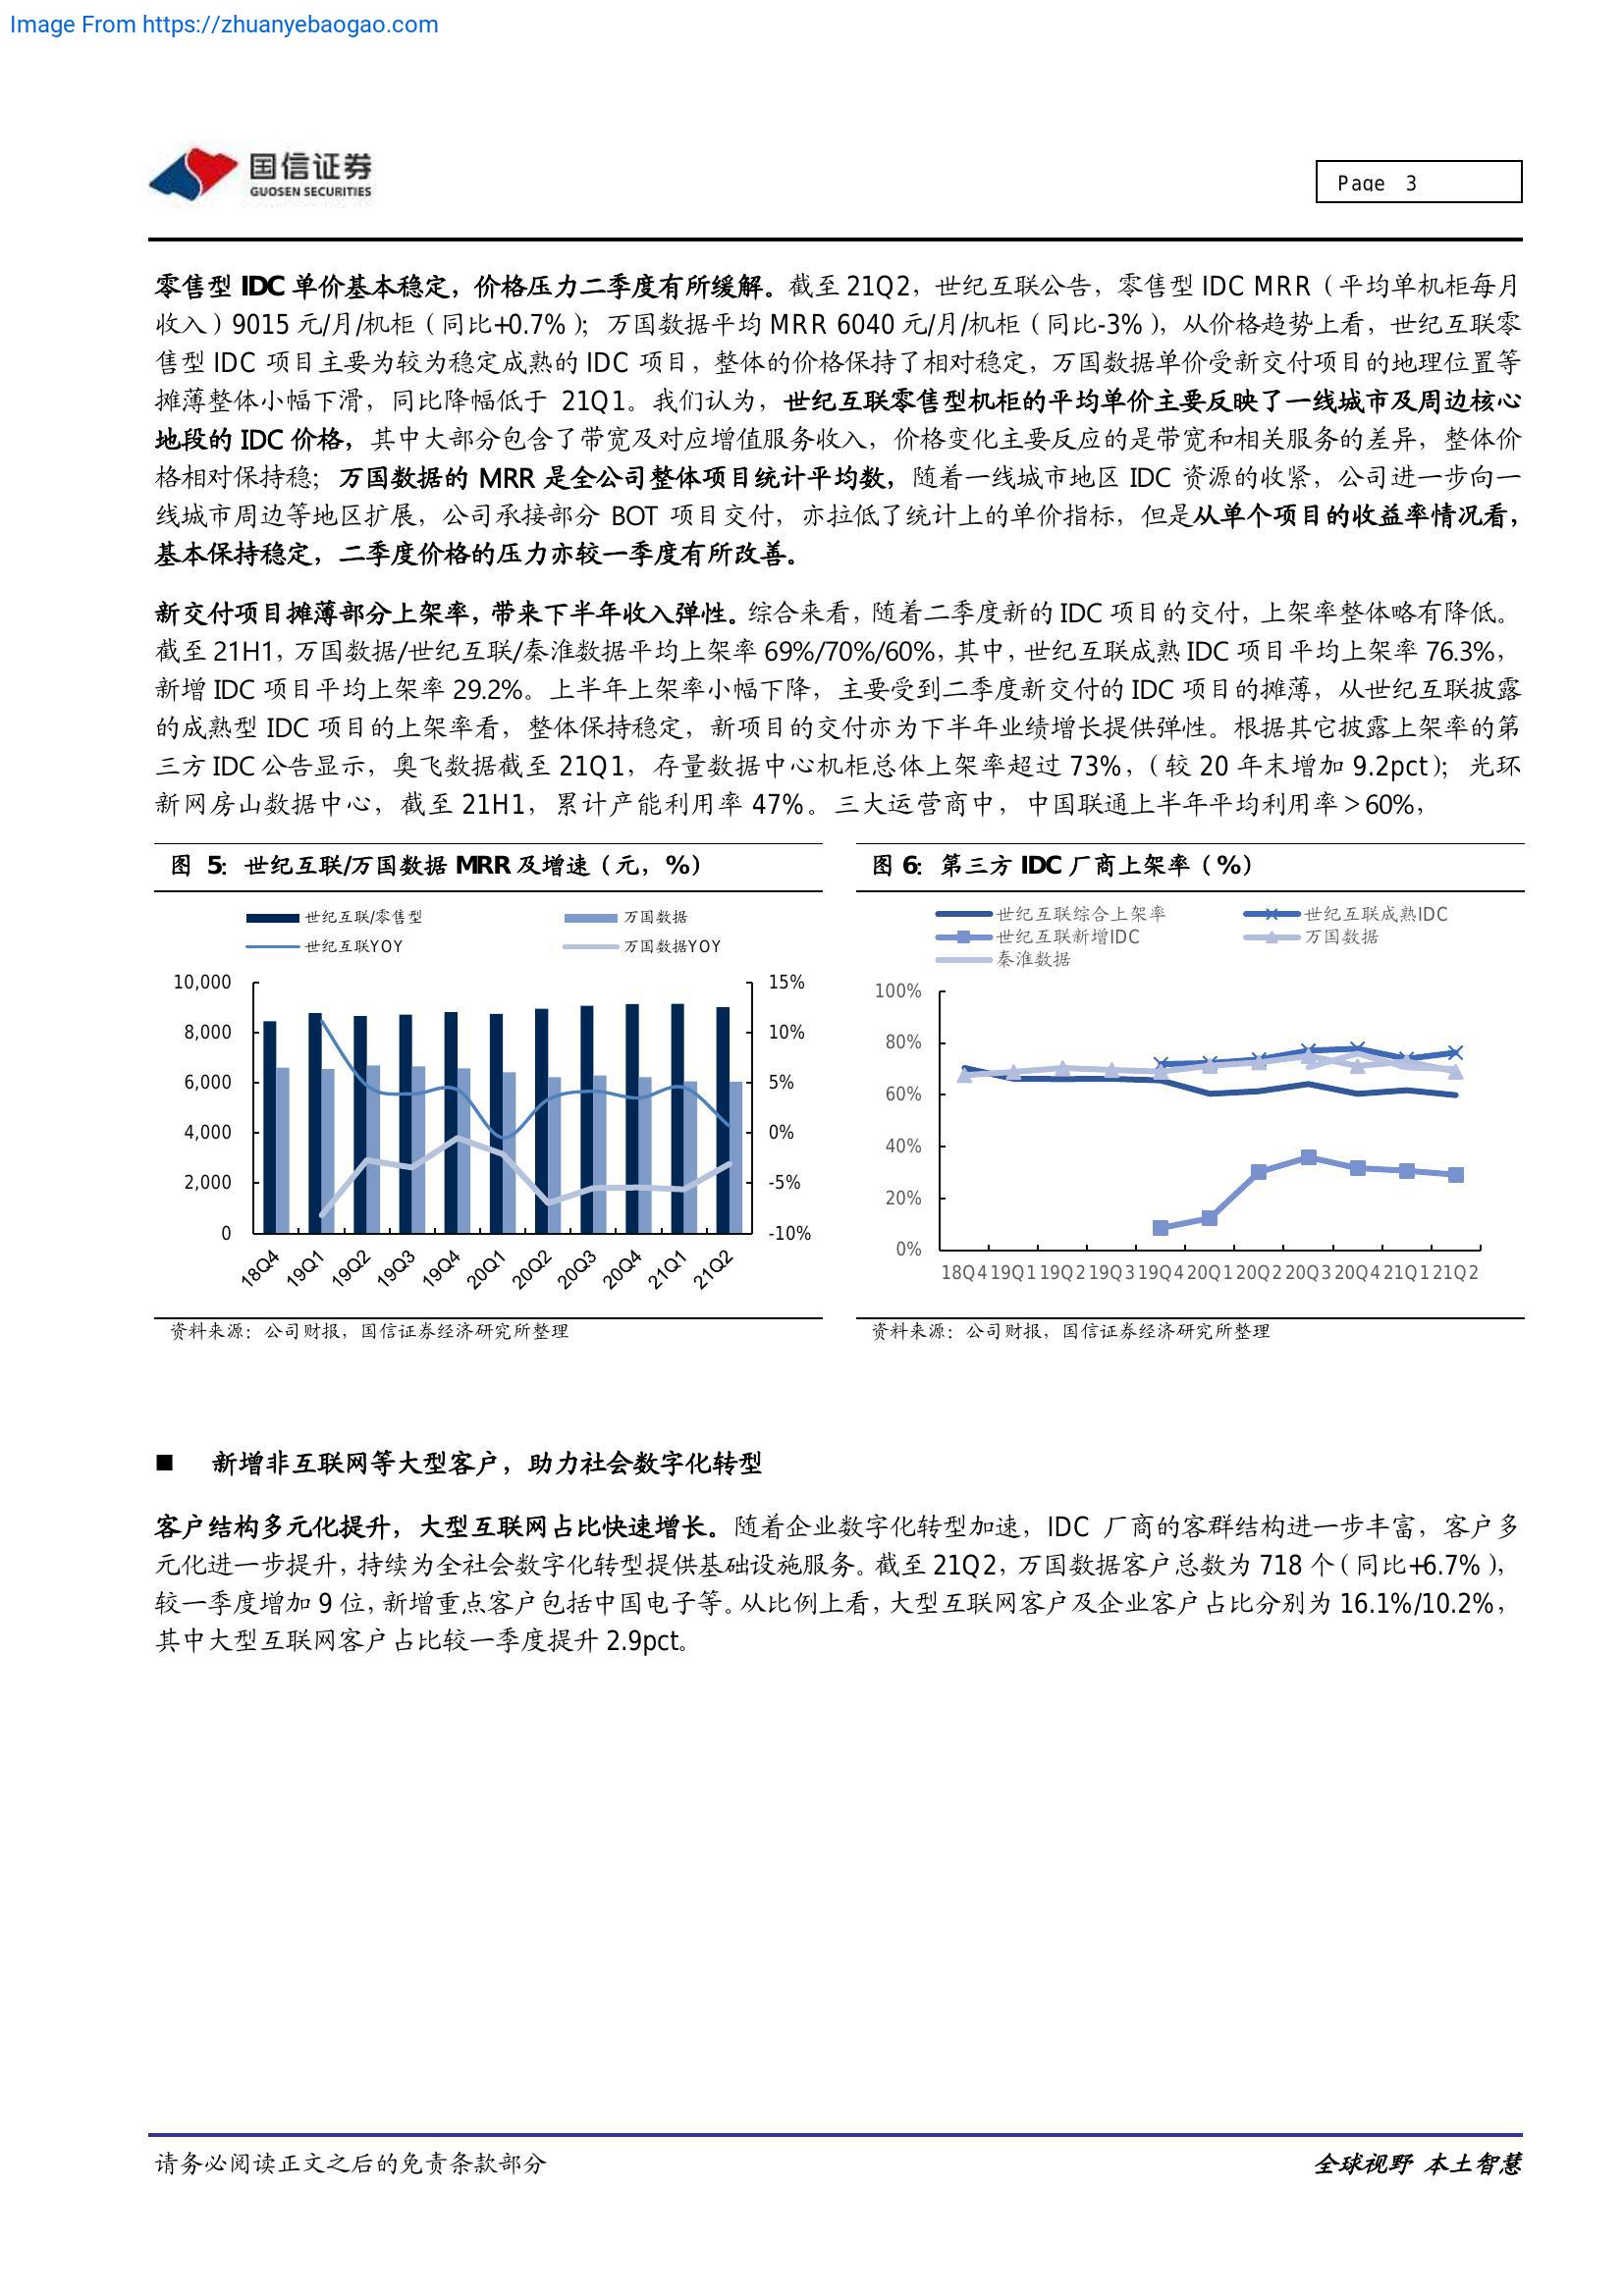 Image From https://zhuanyebaogao.com
国信证券
GUOSEN SECURITIES
Page 3
零售型 IDC 单价基本稳定，价格压力二季度有所缓解。截至 21Q2，世纪互联公告，零售型 IDC MRR（平均单机柜每月
收入）9015 元/月/机柜（同比+0.7%）；万国数据平均 MRR 6040 元/月/机柜（同比-3%），从价格趋势上看，世纪互联零
售型 IDC 项目主要为较为稳定成熟的 IDC 项目，整体的价格保持了相对稳定，万国数据单价受新交付项目的地理位置等
摊薄整体小幅下滑，同比降幅低于 21Q1。我们认为，世纪互联零售型机柜的平均单价主要反映了一线城市及周边核心
地段的 IDC 价格，其中大部分包含了带宽及对应增值服务收入，价格变化主要反应的是带宽和相关服务的差异，整体价
格相对保持稳；万国数据的 MRR 是全公司整体项目统计平均数，随着一线城市地区 IDC 资源的收紧，公司进一步向一
线城市周边等地区扩展，公司承接部分 BOT 项目交付，亦拉低了统计上的单价指标，但是从单个项目的收益率情况看，
基本保持稳定，二季度价格的压力亦较一季度有所改善。
新交付项目摊薄部分上架率，带来下半年收入弹性。综合来看，随着二季度新的 IDC 项目的交付，上架率整体略有降低。
截至 21H1，万国数据/世纪互联/秦淮数据平均上架率 69%/70%/60%，其中，世纪互联成熟 IDC 项目平均上架率 76.3%，
新增 IDC 项目平均上架率 29.2%。上半年上架率小幅下降，主要受到二季度新交付的 IDC 项目的摊薄，从世纪互联披露
的成熟型 IDC 项目的上架率看，整体保持稳定，新项目的交付亦为下半年业绩增长提供弹性。根据其它披露上架率的第
三方 IDC 公告显示，奥飞数据截至 21Q1，存量数据中心机柜总体上架率超过 73%，（较 20 年末增加 9.2pct）；光环
新网房山数据中心，截至 21H1，累计产能利用率 47%。三大运营商中，中国联通上半年平均利用率＞60%，
图 5：世纪互联/万国数据 MRR 及增速（元，%）
世纪互联/零售型 万国数据
世纪互联YOY 万国数据YOY
10,000 15%
8,000 10%
6,000 5%
4,000 0%
2,000 -5%
0 -10%
18Q4 19Q1 19Q2 19Q3 19Q4 20Q1 20Q2 20Q3 20Q4 21Q1 21Q2
资料来源：公司财报，国信证券经济研究所整理
图 6：第三方 IDC 厂商上架率（%）
世纪互联综合上架率 世纪互联成熟IDC
世纪互联新增IDC 万国数据
秦淮数据
100%
80%
60%
40%
20%
0%
18Q4 19Q1 19Q2 19Q3 19Q4 20Q1 20Q2 20Q3 20Q4 21Q1 21Q2
资料来源：公司财报，国信证券经济研究所整理
■ 新增非互联网等大型客户，助力社会数字化转型
客户结构多元化提升，大型互联网占比快速增长。随着企业数字化转型加速，IDC 厂商的客群结构进一步丰富，客户多
元化进一步提升，持续为全社会数字化转型提供基础设施服务。截至 21Q2，万国数据客户总数为 718 个（同比+6.7%），
较一季度增加 9 位，新增重点客户包括中国电子等。从比例上看，大型互联网客户及企业客户占比分别为 16.1%/10.2%，
其中大型互联网客户占比较一季度提升 2.9pct。
请务必阅读正文之后的免责条款部分
全球视野 本土智慧